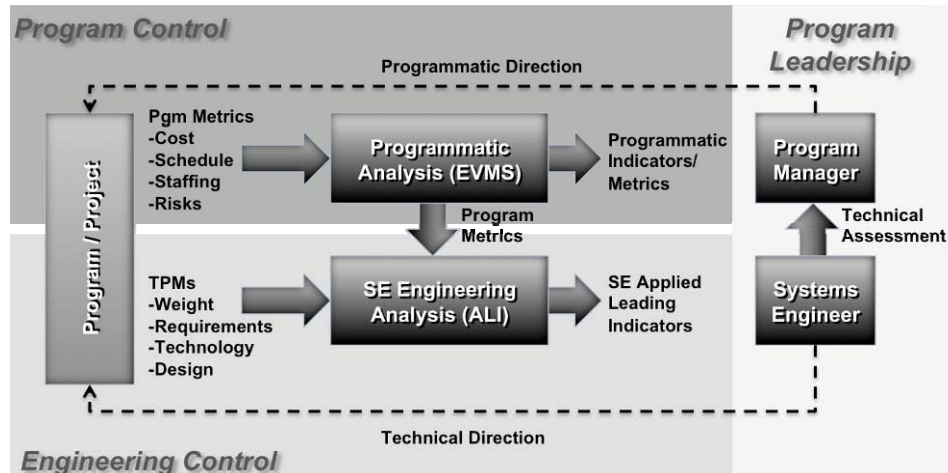 Program Control
Program
Leadership
Programmatic Direction
Pgm Metrics
-Cost
-Schedule
-Staffing
-Risks
Programmatic
Analysis (EVMS)
Programmatic
Indicators/
Metrics
Program
Manager
Program / Project
Program
Metrics
Technical
Assessment
TPMs
-Weight
-Requirements
-Technology
-Design
SE Engineering
Analysis (ALI)
SE Applied
Leading
Indicators
Systems
Engineer
Technical Direction
Engineering Control